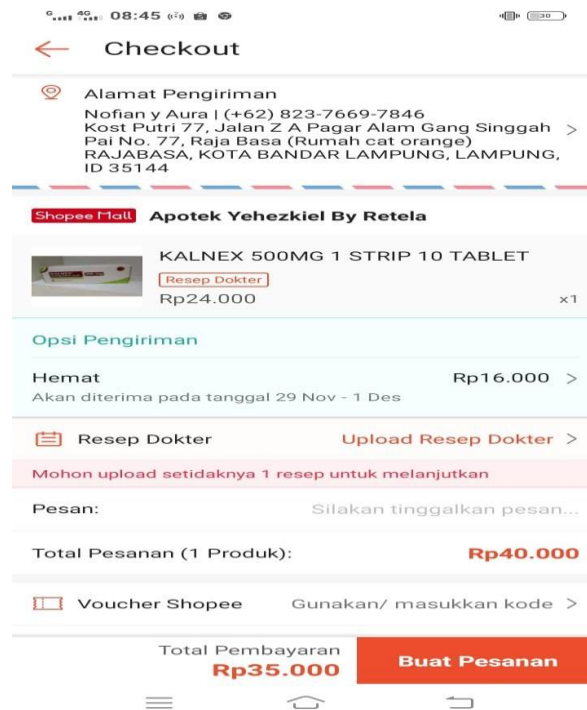 4G 08:45
30
Checkout
Alamat Pengiriman
Nofian y Aura | (+62) 823-7669-7846
Kost Putri 77, Jalan Z A Pagar Alam Gang Singgah
Pai No. 77, Raja Basa (Rumah cat orange)
RAJABASA, KOTA BANDAR LAMPUNG, LAMPUNG,
ID 35144
Shopee Mall Apotek Yehezkiel By Retela
KALNEX 500MG 1 STRIP 10 TABLET
Resep Dokter
Rp24.000 x1
Opsi Pengiriman
Hemat Rp16.000 >
Akan diterima pada tanggal 29 Nov - 1 Des
Resep Dokter Upload Resep Dokter >
Mohon upload setidaknya 1 resep untuk melanjutkan
Pesan: Silakan tinggalkan pesan...
Total Pesanan (1 Produk): Rp40.000
Voucher Shopee Gunakan/ masukkan kode >
Total Pembayaran
Rp35.000
Buat Pesanan